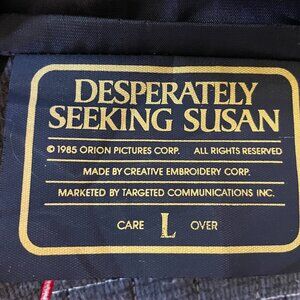 DESPERATELY
SEEKING SUSAN
© 1985 ORION PICTURES CORP. ALL RIGHTS RESERVED
MADE BY CREATIVE EMBROIDERY CORP.
MARKETED BY TARGETED COMMUNICATIONS INC.
CARE L OVER